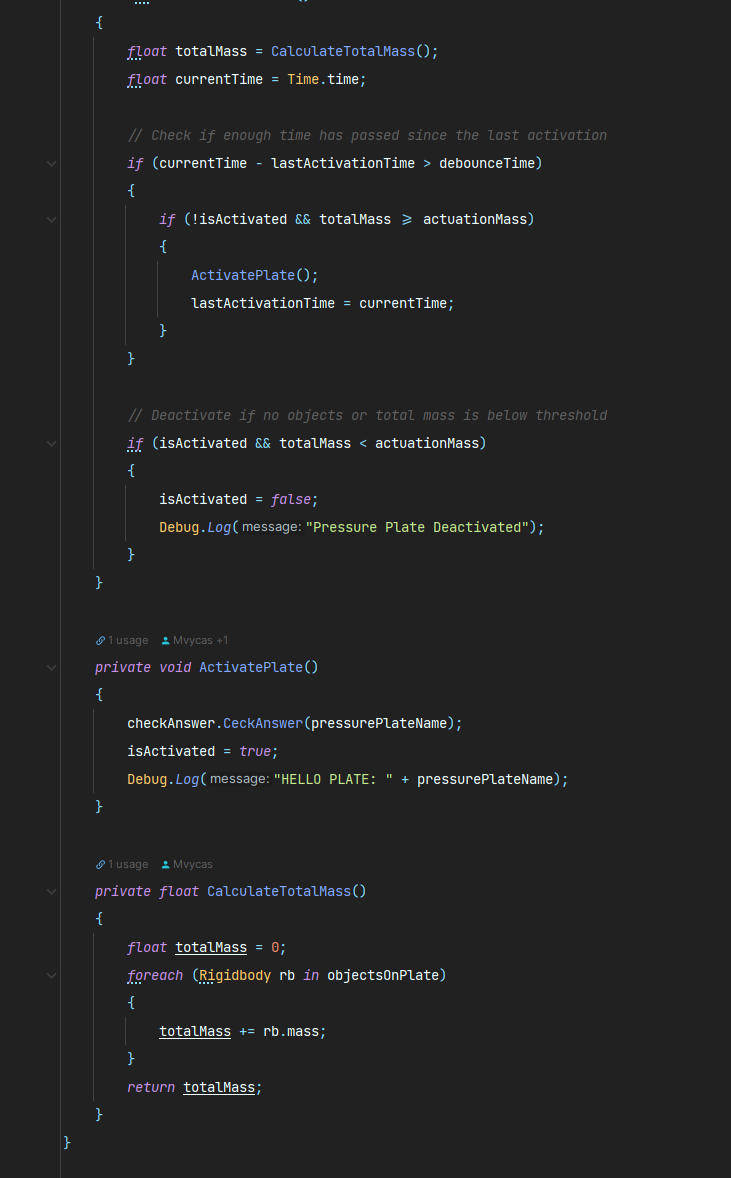 {
float totalMass = CalculateTotalMass();
float currentTime = Time.time;
// Check if enough time has passed since the last activation
if (currentTime - lastActivationTime > debounceTime)
{
if (!isActivated && totalMass ≥ actuationMass)
{
ActivatePlate();
lastActivationTime = currentTime;
}
}
// Deactivate if no objects or total mass is below threshold
if (isActivated && totalMass < actuationMass)
{
isActivated = false;
Debug.Log(message: "Pressure Plate Deactivated");
}
}
1 usage Mvycas +1
private void ActivatePlate()
{
checkAnswer.CeckAnswer(pressurePlateName);
isActivated = true;
Debug.Log(message: "HELLO PLATE: " + pressurePlateName);
}
1 usage Mvycas
private float CalculateTotalMass()
{
float totalMass = 0;
foreach (Rigidbody rb in objectsOnPlate)
{
totalMass += rb.mass;
}
return totalMass;
}
}